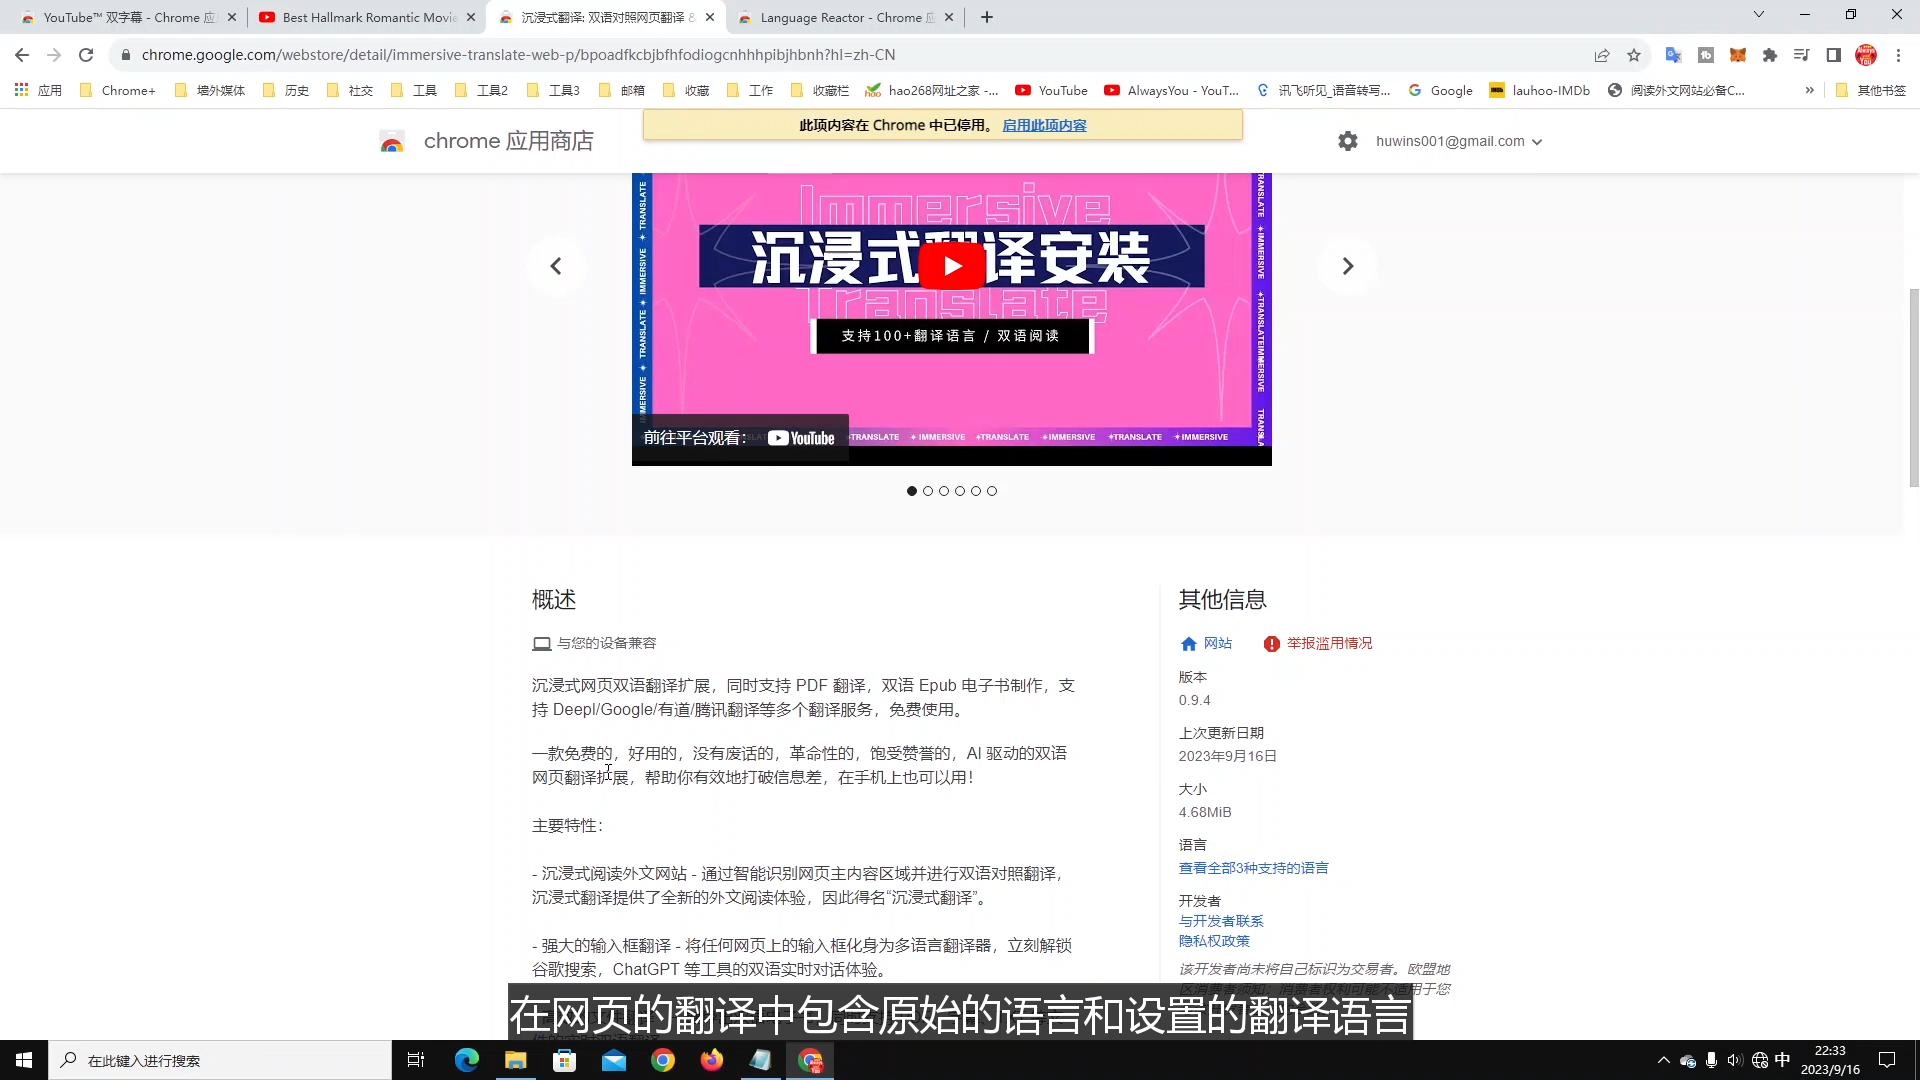 YouTube™ 双字幕 - Chrome 应
Best Hallmark Romantic Movie
沉浸式翻译: 双语对照网页翻译 &
Language Reactor - Chrome 应
chrome.google.com/webstore/detail/immersive-translate-web-p/bpoadfkcbjbfhfodiogcnhhhpibjhbnh?hl=zh-CN
应用
Chrome+
墙外媒体
历史
社交
工具
工具2
工具3
邮箱
收藏
工作
收藏栏
hao268网址之家 -...
YouTube
AlwaysYou - YouT...
讯飞听见_语音转写...
Google
lauhoo-IMDb
阅读外文网站必备C...
»
其他书签
此项内容在 Chrome 中已停用。 启用此项内容
chrome 应用商店
huwins001@gmail.com
Immersive
沉浸式翻译安装
Translate
支持100+翻译语言 / 双语阅读
前往平台观看： YouTube
TRANSLATE ✦ IMMERSIVE ✦TRANSLATE ✦IMMERSIVE ✦TRANSLATE ✦IMMERSIVE
概述
与您的设备兼容
沉浸式网页双语翻译扩展，同时支持 PDF 翻译，双语 Epub 电子书制作，支
持 Deepl/Google/有道/腾讯翻译等多个翻译服务，免费使用。
一款免费的，好用的，没有废话的，革命性的，饱受赞誉的，AI 驱动的双语
网页翻译扩展，帮助你有效地打破信息差，在手机上也可以用！
主要特性：
- 沉浸式阅读外文网站 - 通过智能识别网页主内容区域并进行双语对照翻译，
沉浸式翻译提供了全新的外文阅读体验，因此得名“沉浸式翻译”。
- 强大的输入框翻译 - 将任何网页上的输入框化身为多语言翻译器，立刻解锁
谷歌搜索，ChatGPT 等工具的双语实时对话体验。
其他信息
网站
举报滥用情况
版本
0.9.4
上次更新日期
2023年9月16日
大小
4.68MiB
语言
查看全部3种支持的语言
开发者
与开发者联系
隐私权政策
该开发者尚未将自己标识为交易者。欧盟地
区消费者须知：消费者权利可能不适用于您
在网页的翻译中包含原始的语言和设置的翻译语言
在此键入进行搜索
中
22:33
2023/9/16